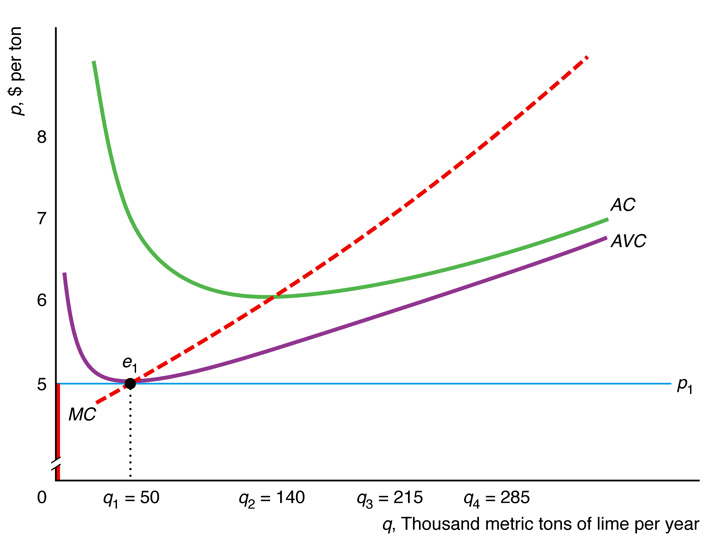 p, $ per ton
8
7
6
5
0
AC
AVC
e1
p1
MC
q1 = 50
q2 = 140
q3 = 215
q4 = 285
q, Thousand metric tons of lime per year